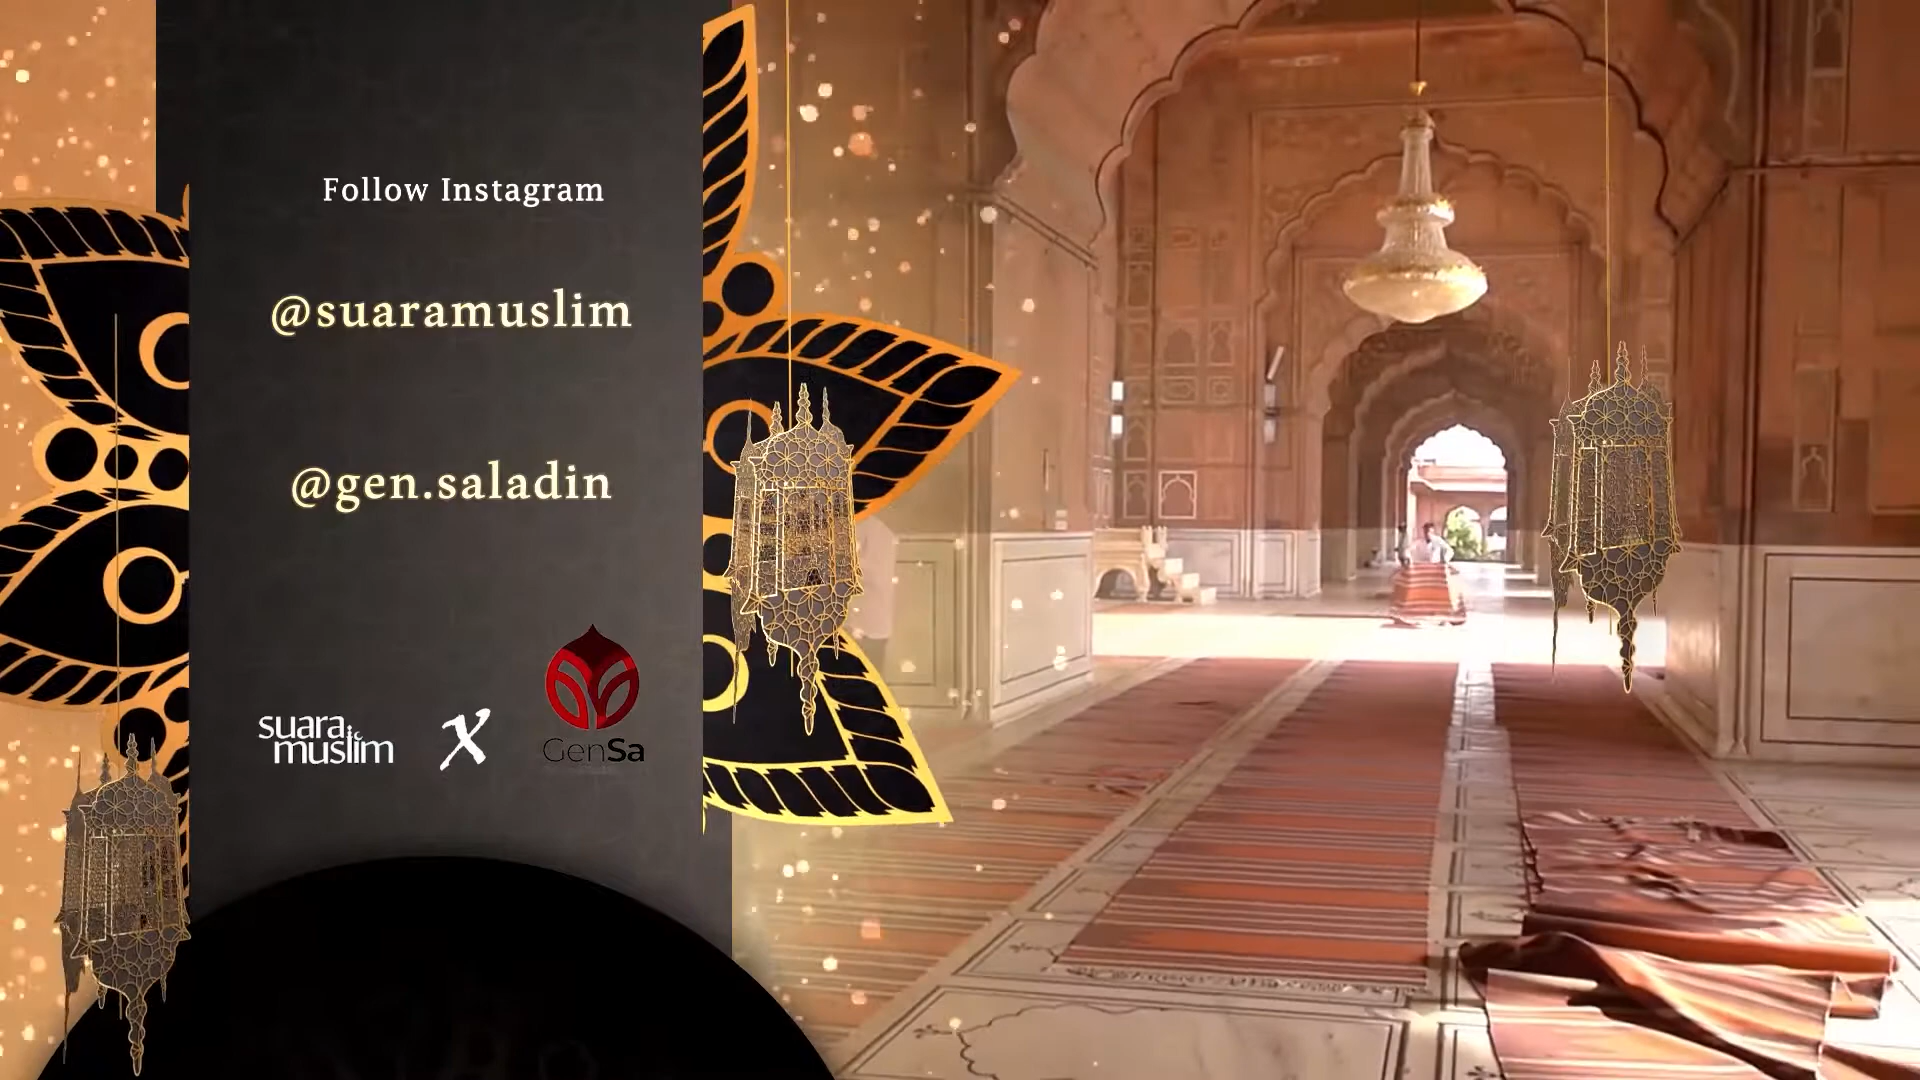 Follow Instagram
@suaramuslim
@gen.saladin
suara
muslim
X
GenSa